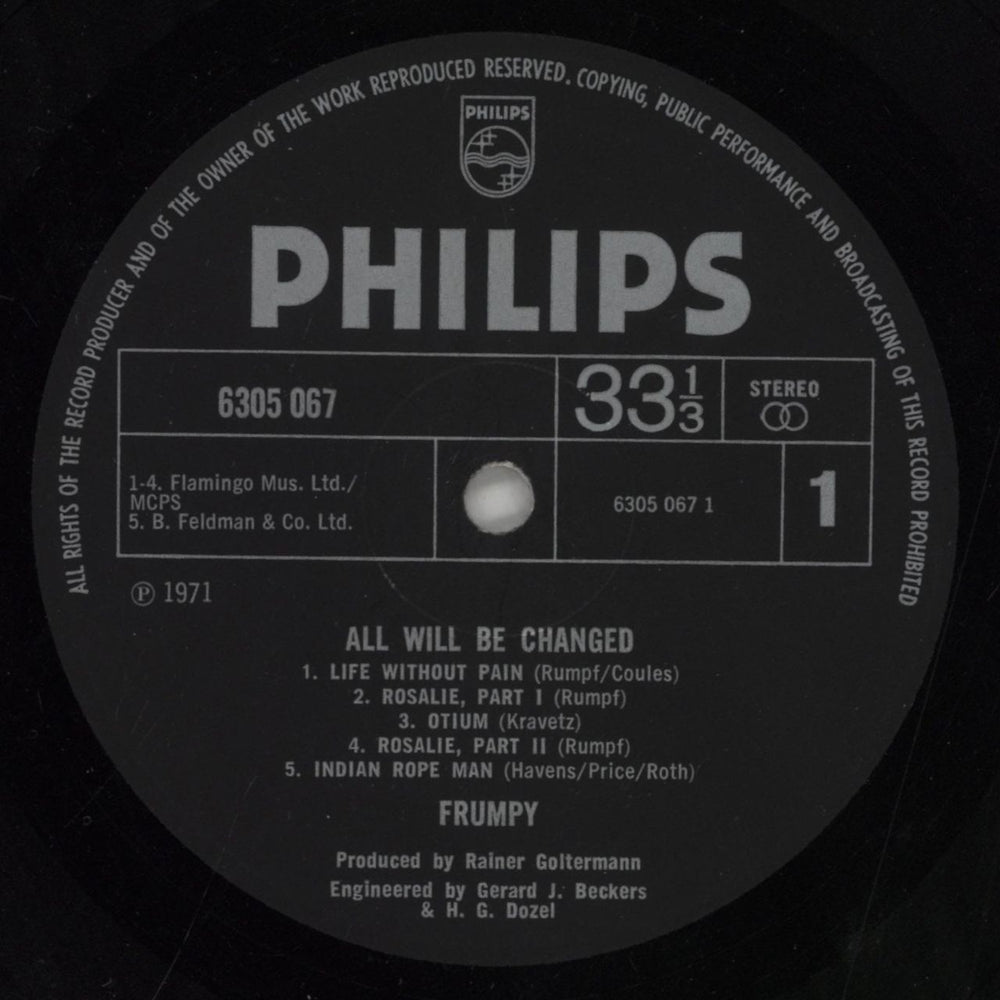 ALL RIGHTS OF THE RECORD PRODUCER AND OF THE OWNER OF THE WORK REPRODUCED RESERVED. COPYING, PUBLIC PERFORMANCE AND BROADCASTING OF THIS RECORD PROHIBITED
PHILIPS
PHILIPS
6305 067
33 1/3
STEREO
1-4. Flamingo Mus. Ltd./
MCPS
5. B. Feldman & Co. Ltd.
6305 067 1
1
℗ 1971
ALL WILL BE CHANGED
1. LIFE WITHOUT PAIN (Rumpf/Coules)
2. ROSALIE, PART I (Rumpf)
3. OTIUM (Kravetz)
4. ROSALIE, PART II (Rumpf)
5. INDIAN ROPE MAN (Havens/Price/Roth)
FRUMPY
Produced by Rainer Goltermann
Engineered by Gerard J. Beckers
& H. G. Dozel